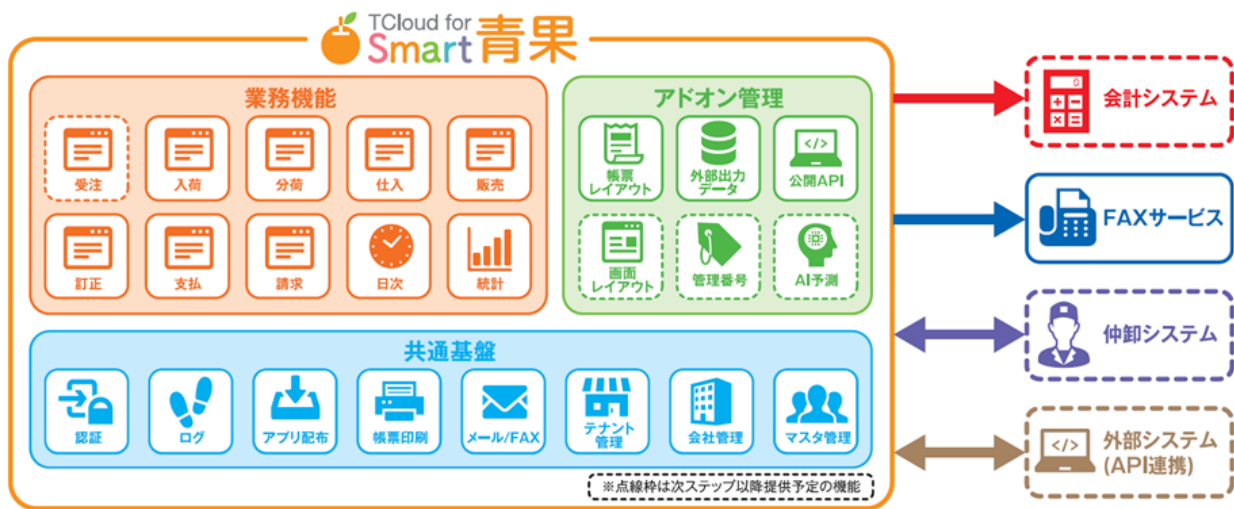 TCloud for
Smart青果
業務機能
受注
入荷
分荷
仕入
販売
訂正
支払
請求
日次
統計
アドオン管理
帳票
レイアウト
外部出力
データ
公開API
画面
レイアウト
管理番号
AI予測
共通基盤
認証
ログ
アプリ配布
帳票印刷
メール/FAX
テナント
管理
会社管理
マスタ管理
※点線枠は次ステップ以降提供予定の機能
会計システム
FAXサービス
仲卸システム
外部システム
(API連携)